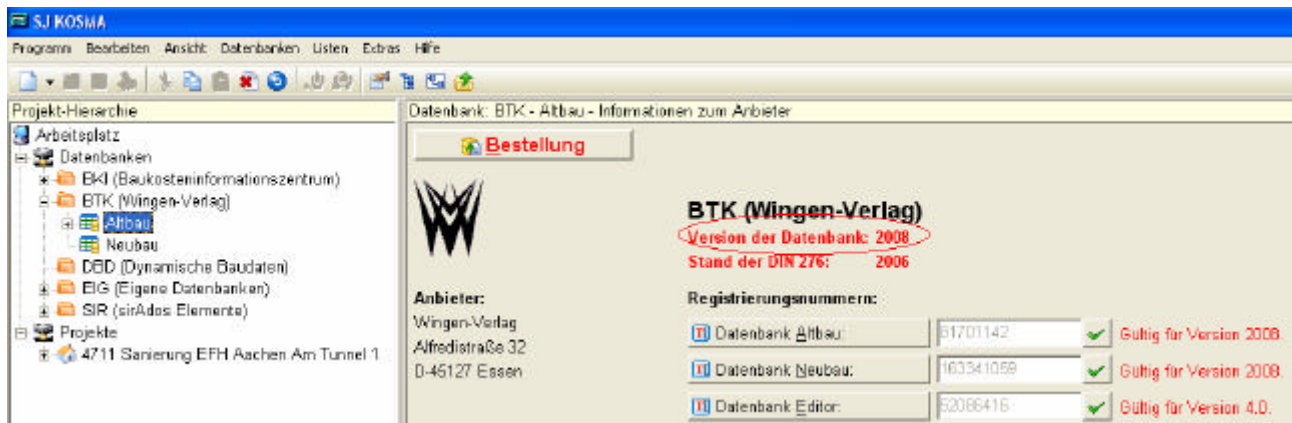 SJ KOSMA
Programm Bearbeiten Ansicht Datenbanken Listen Extras Hilfe
Projekt-Hierarchie
Arbeitsplatz
Datenbanken
BKI (Baukosteninformationszentrum)
BTK (Wingen-Verlag)
Altbau
Neubau
DBD (Dynamische Baudaten)
EIG (Eigene Datenbanken)
SIR (sirAdos Elemente)
Projekte
4711 Sanierung EFH Aachen Am Tunnel 1
Datenbank: BTK - Altbau - Informationen zum Anbieter
Bestellung
BTK (Wingen-Verlag)
Version der Datenbank: 2008
Stand der DIN 276: 2006
Anbieter:
Wingen-Verlag
Alfredistraße 32
D-45127 Essen
Registrierungsnummern:
Datenbank Altbau: 61701142 Gültig für Version 2008.
Datenbank Neubau: 163341059 Gültig für Version 2008.
Datenbank Editor: 52086416 Gültig für Version 4.0.